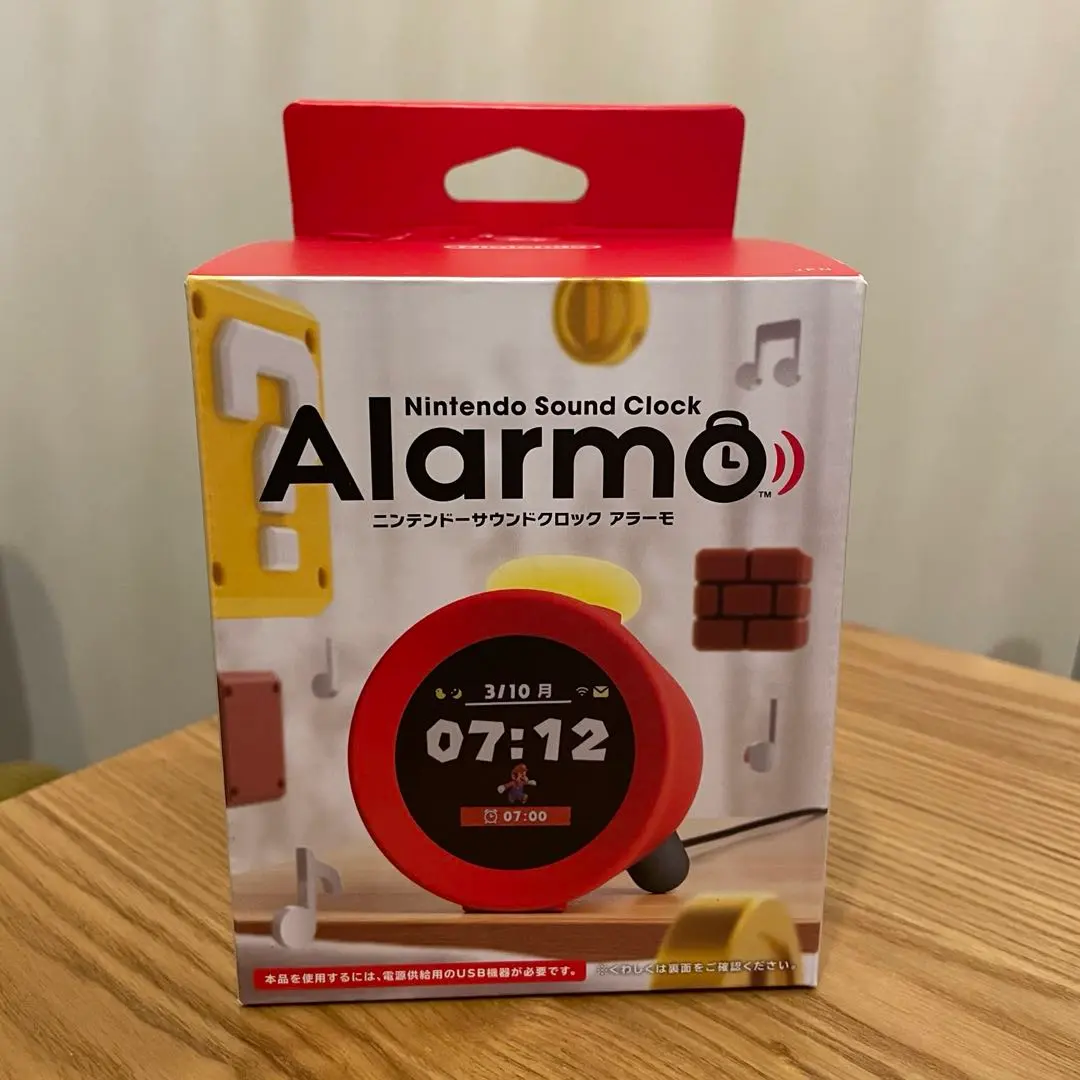 Nintendo
JPN
Nintendo Sound Clock
Alarmo
TM
ニンテンドーサウンドクロック アラーモ
3/10 月
07:12
07:00
本品を使用するには、電源供給用のUSB機器が必要です。
※くわしくは裏面をご確認ください。